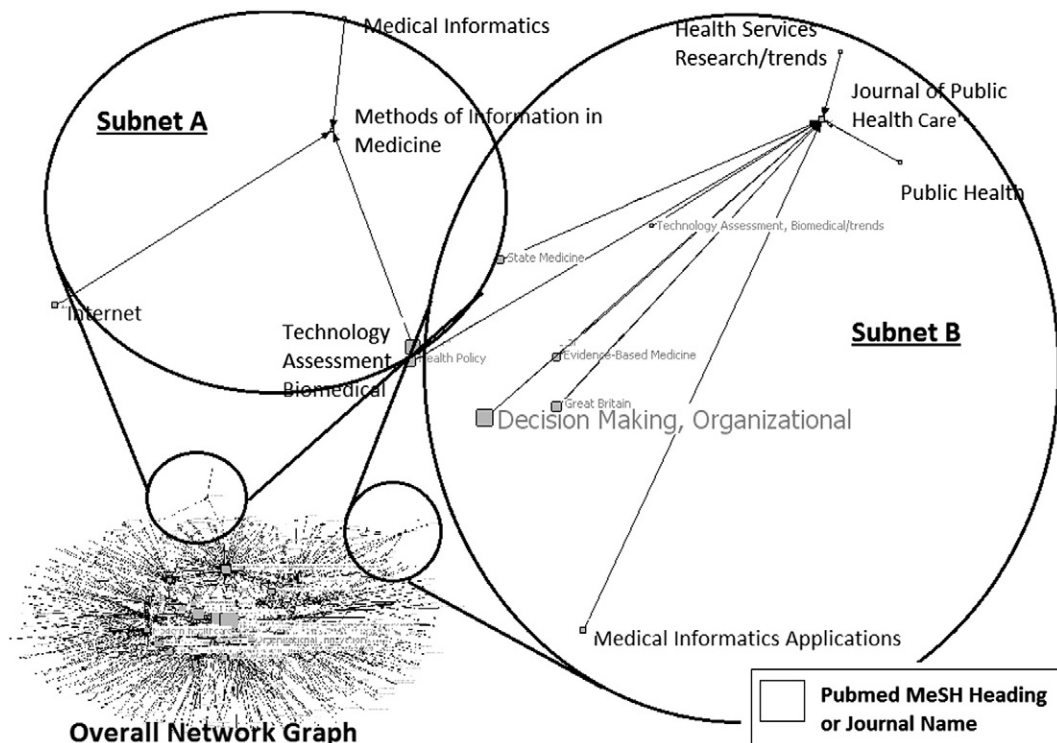 Medical Informatics
Subnet A
Methods of Information in
Medicine
Internet
Technology
Assessment
Biomedical
Health Policy
Health Services
Research/trends
Journal of Public
Health Care
Public Health
Technology Assessment, Biomedical/trends
State Medicine
Subnet B
Evidence-Based Medicine
Great Britain
Decision Making, Organizational
Medical Informatics Applications
Overall Network Graph
Pubmed MeSH Heading
or Journal Name